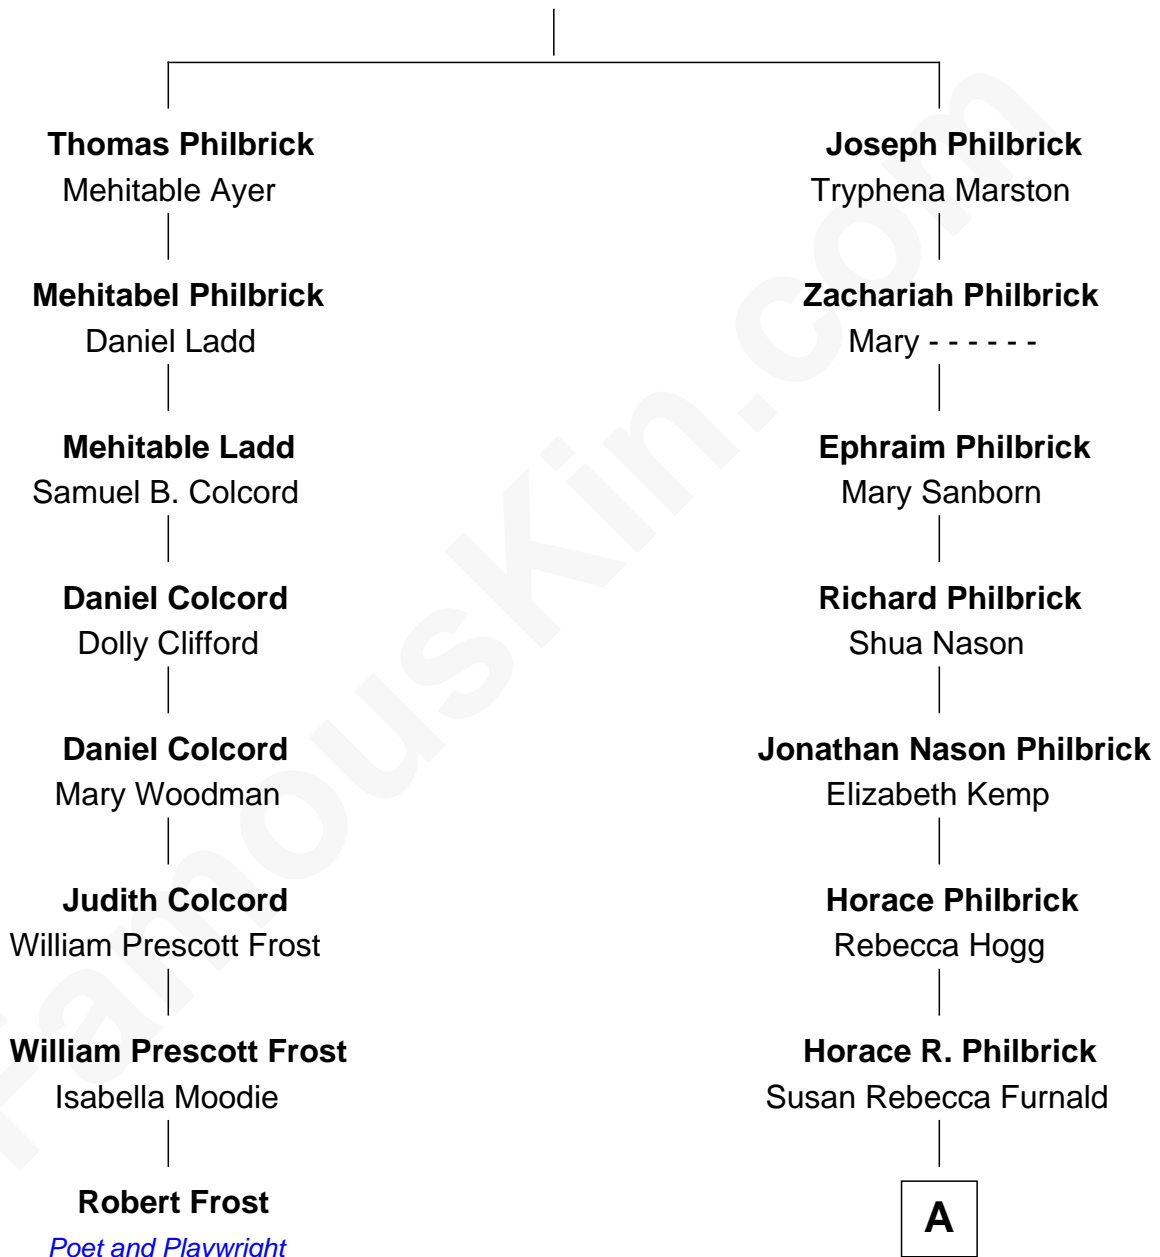 Thomas Philbrick
Mehitable Ayer
Joseph Philbrick
Tryphena Marston
Mehitabel Philbrick
Daniel Ladd
Zachariah Philbrick
Mary - - - - - -
Mehitable Ladd
Samuel B. Colcord
Ephraim Philbrick
Mary Sanborn
Daniel Colcord
Dolly Clifford
Richard Philbrick
Shua Nason
Daniel Colcord
Mary Woodman
Jonathan Nason Philbrick
Elizabeth Kemp
Judith Colcord
William Prescott Frost
Horace Philbrick
Rebecca Hogg
William Prescott Frost
Isabella Moodie
Horace R. Philbrick
Susan Rebecca Furnald
Robert Frost
Poet and Playwright
A
FamousKin.com